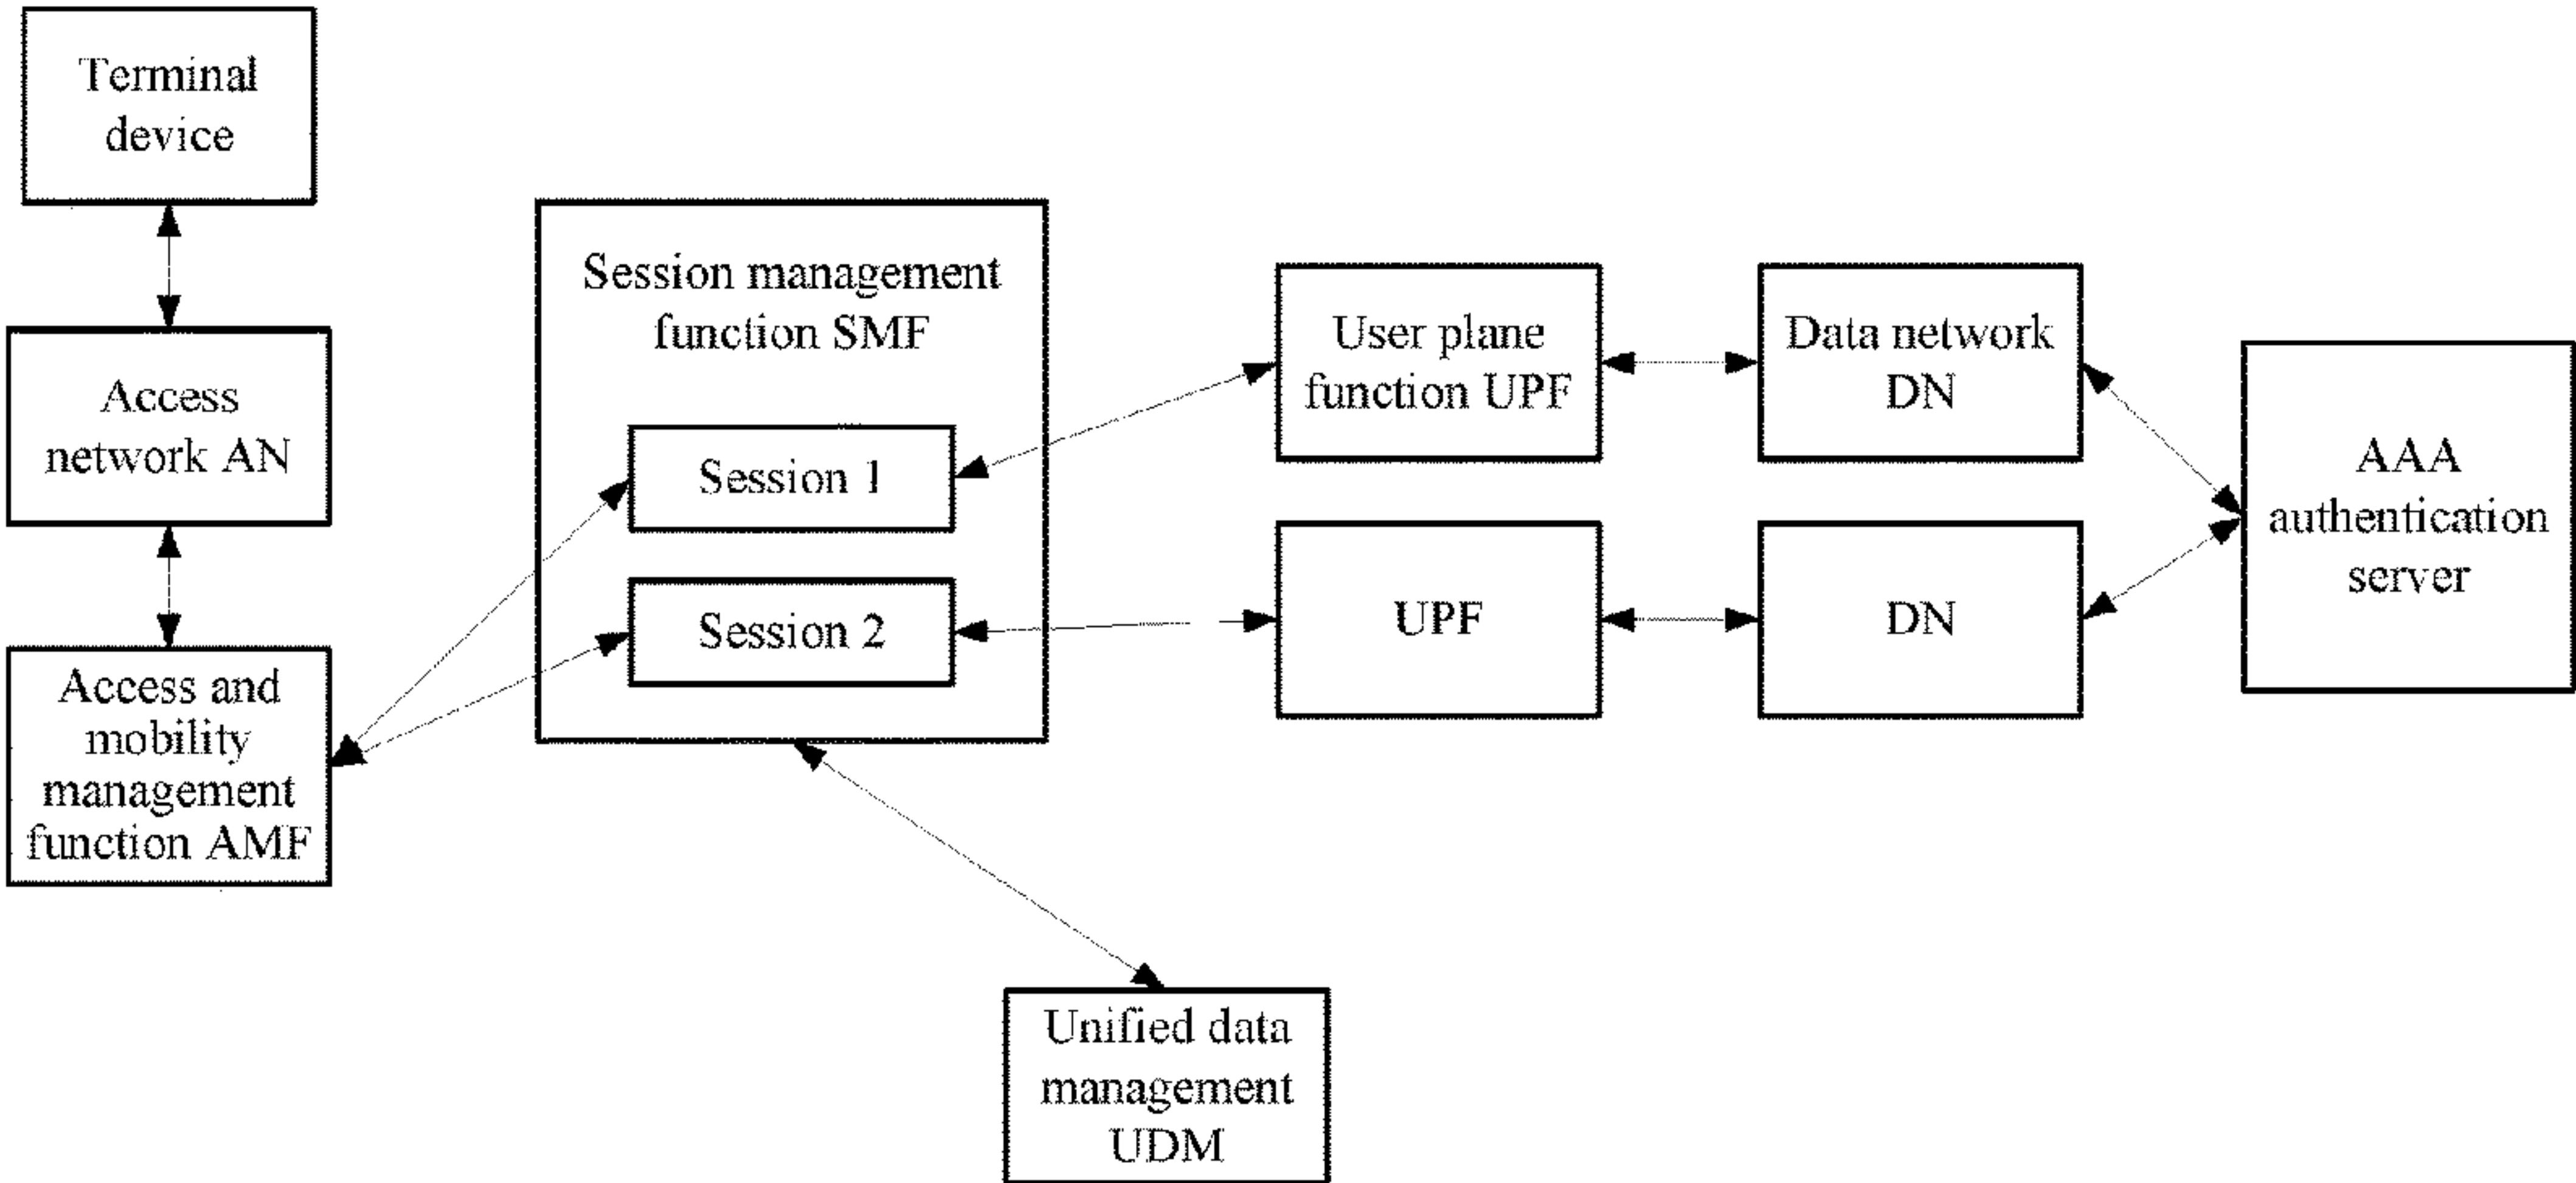 Terminal
device
Access
network AN
Access and
mobility
management
function AMF
Session management
function SMF
Session 1
Session 2
User plane
function UPF
Data network
DN
UPF
DN
AAA
authentication
server
Unified data
management
UDM